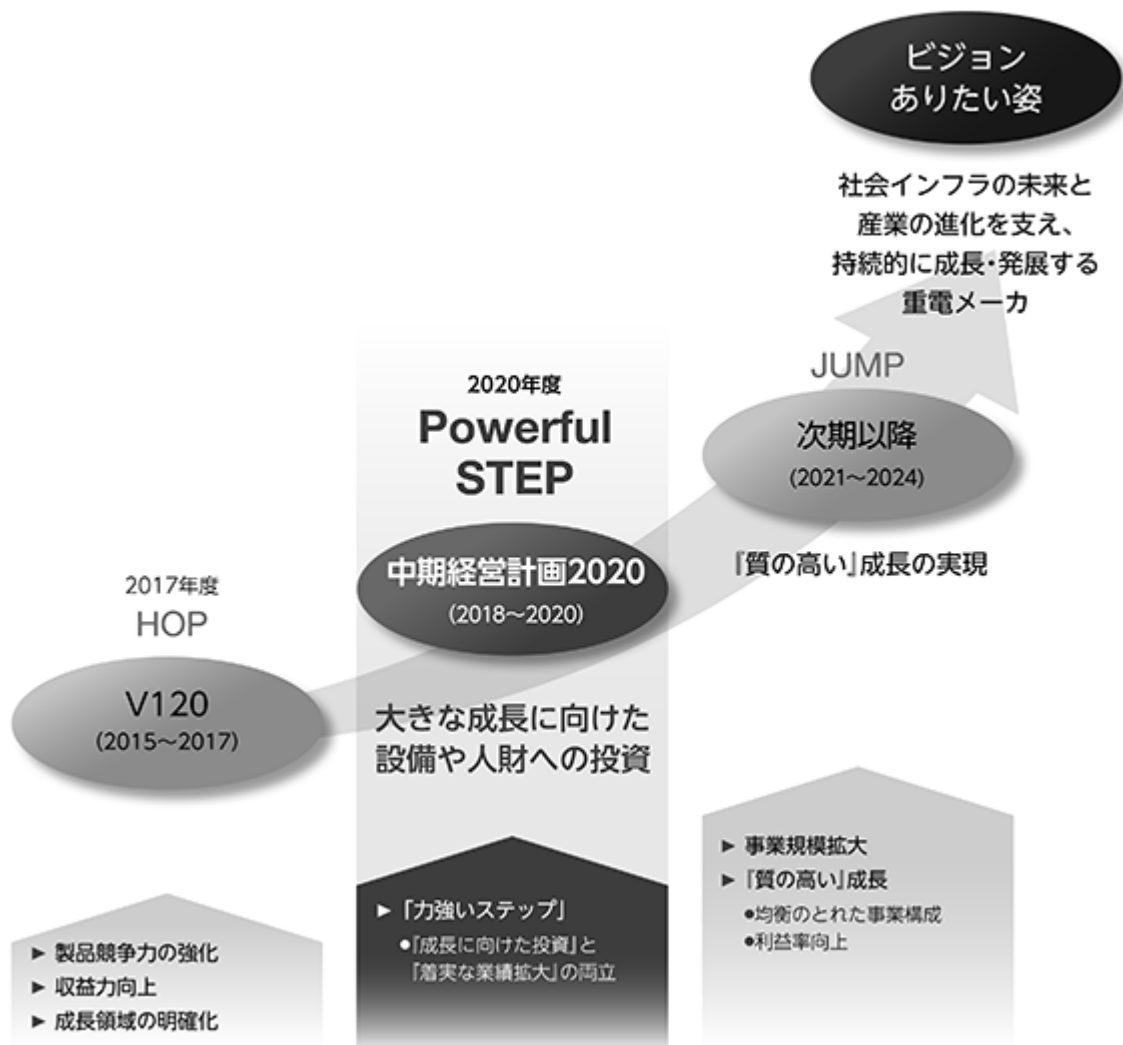 ビジョン
ありたい姿
社会インフラの未来と
産業の進化を支え、
持続的に成長・発展する
重電メーカ
JUMP
次期以降
(2021～2024)
『質の高い』成長の実現
2020年度
Powerful
STEP
中期経営計画2020
(2018～2020)
大きな成長に向けた
設備や人財への投資
2017年度
HOP
V120
(2015～2017)
► 製品競争力の強化
► 収益力向上
► 成長領域の明確化
► 「力強いステップ」
●『成長に向けた投資』と
『着実な業績拡大』の両立
► 事業規模拡大
► 『質の高い』成長
●均衡のとれた事業構成
●利益率向上